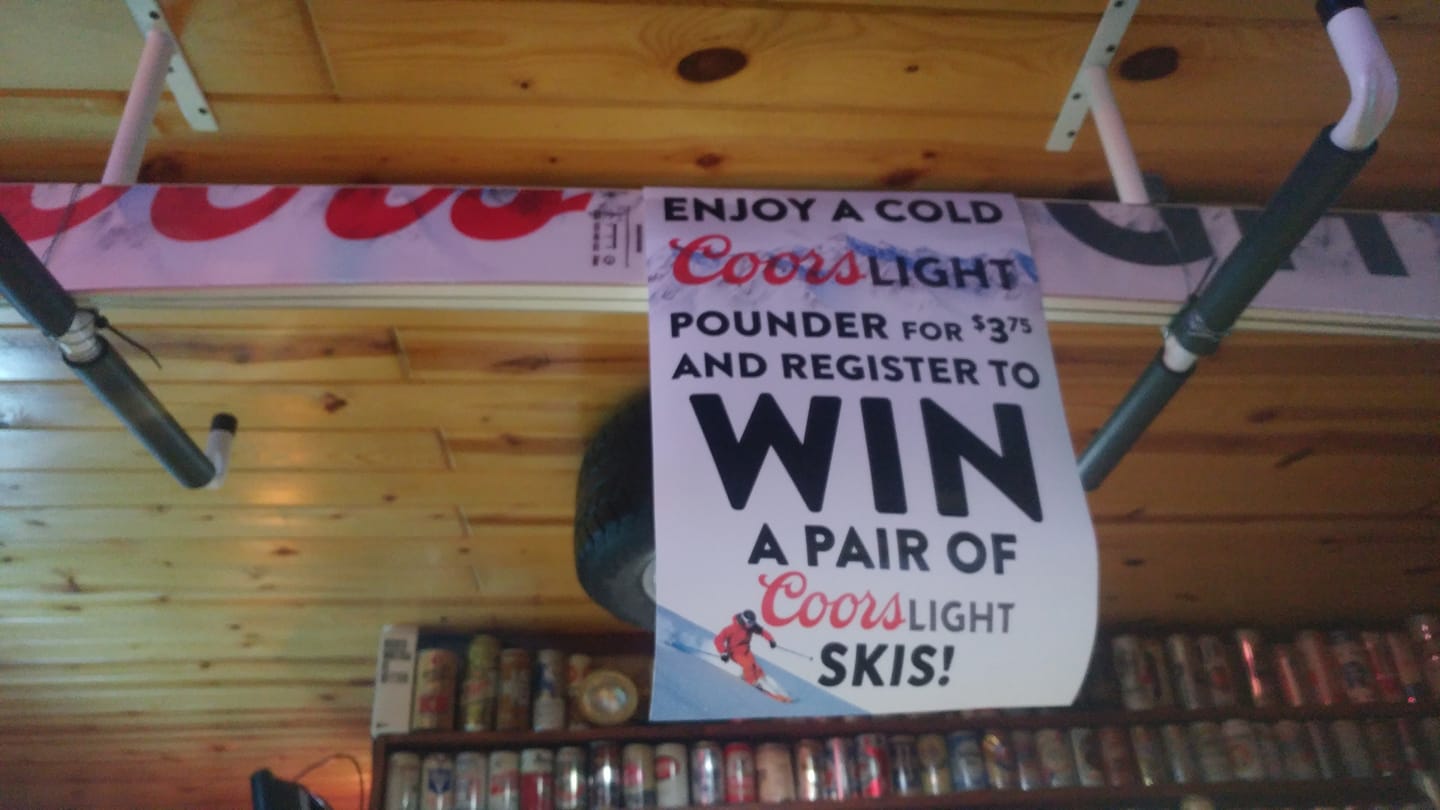 ENJOY A COLD
Coors LIGHT
POUNDER FOR $3.75
AND REGISTER TO
WIN
A PAIR OF
Coors LIGHT
SKIS!